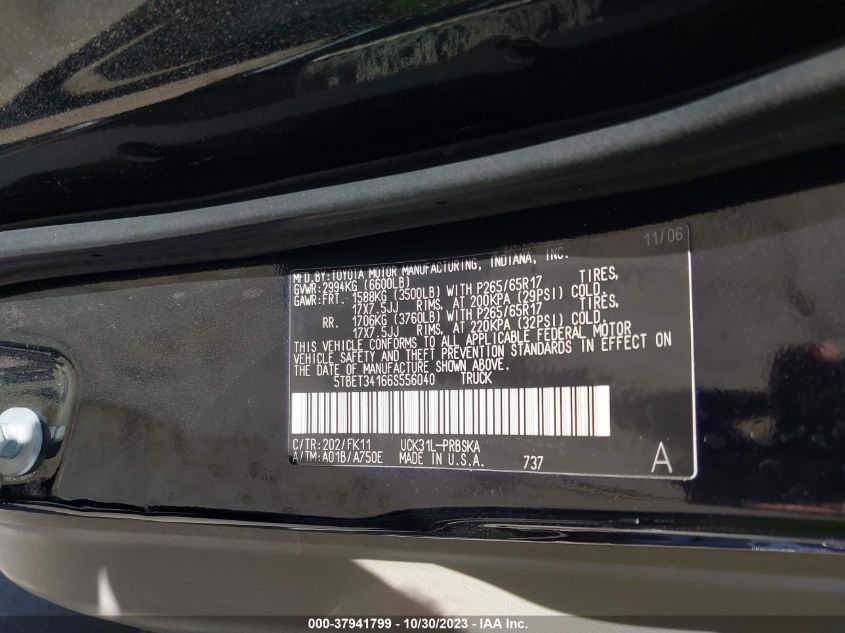 11/06
MFD.BY:TOYOTA MOTOR MANUFACTURING, INDIANA, INC.
GVWR:2994KG (6600LB)
GAWR:FRT. 1588KG (3500LB) WITH P265/65R17 TIRES,
17X7.5JJ RIMS, AT 200KPA (29PSI) COLD.
RR. 1706KG (3760LB) WITH P265/65R17 TIRES,
17X7.5JJ RIMS, AT 220KPA (32PSI) COLD.
THIS VEHICLE CONFORMS TO ALL APPLICABLE FEDERAL MOTOR
VEHICLE SAFETY AND THEFT PREVENTION STANDARDS IN EFFECT ON
THE DATE OF MANUFACTURE SHOWN ABOVE.
5TBET34166S556040 TRUCK
C/TR:202/FK11 UCK31L-PRBSKA
A/TM:A01B/A750E MADE IN U.S.A. 737 A
000-37941799 - 10/30/2023 - IAA Inc.